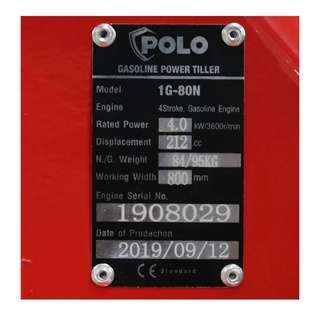 POLO
GASOLINE POWER TILLER
Model 1G-80N
Engine 4Stroke, Gasoline Engine
Rated Power 4.0 kW/3600r/min
Displacement 212 cc
N./G. Weight 84/95KG
Working Width 800 mm
Engine Serial No.
1908029
Date of Production
2019/09/12
CE Standard